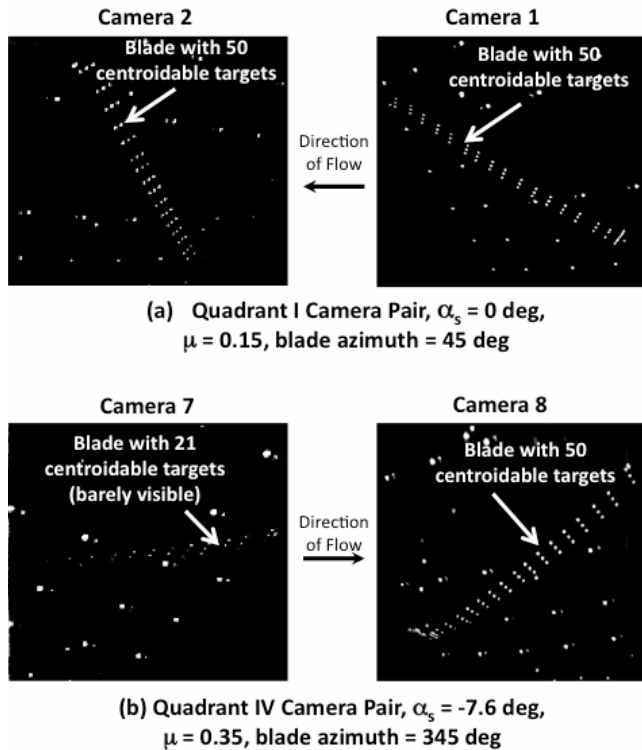 Camera 2
Camera 1
Blade with 50
centroidable targets
Blade with 50
centroidable targets
Direction
of Flow
(a) Quadrant I Camera Pair, αs = 0 deg,
μ = 0.15, blade azimuth = 45 deg
Camera 7
Camera 8
Blade with 21
centroidable targets
(barely visible)
Blade with 50
centroidable targets
Direction
of Flow
(b) Quadrant IV Camera Pair, αs = -7.6 deg,
μ = 0.35, blade azimuth = 345 deg